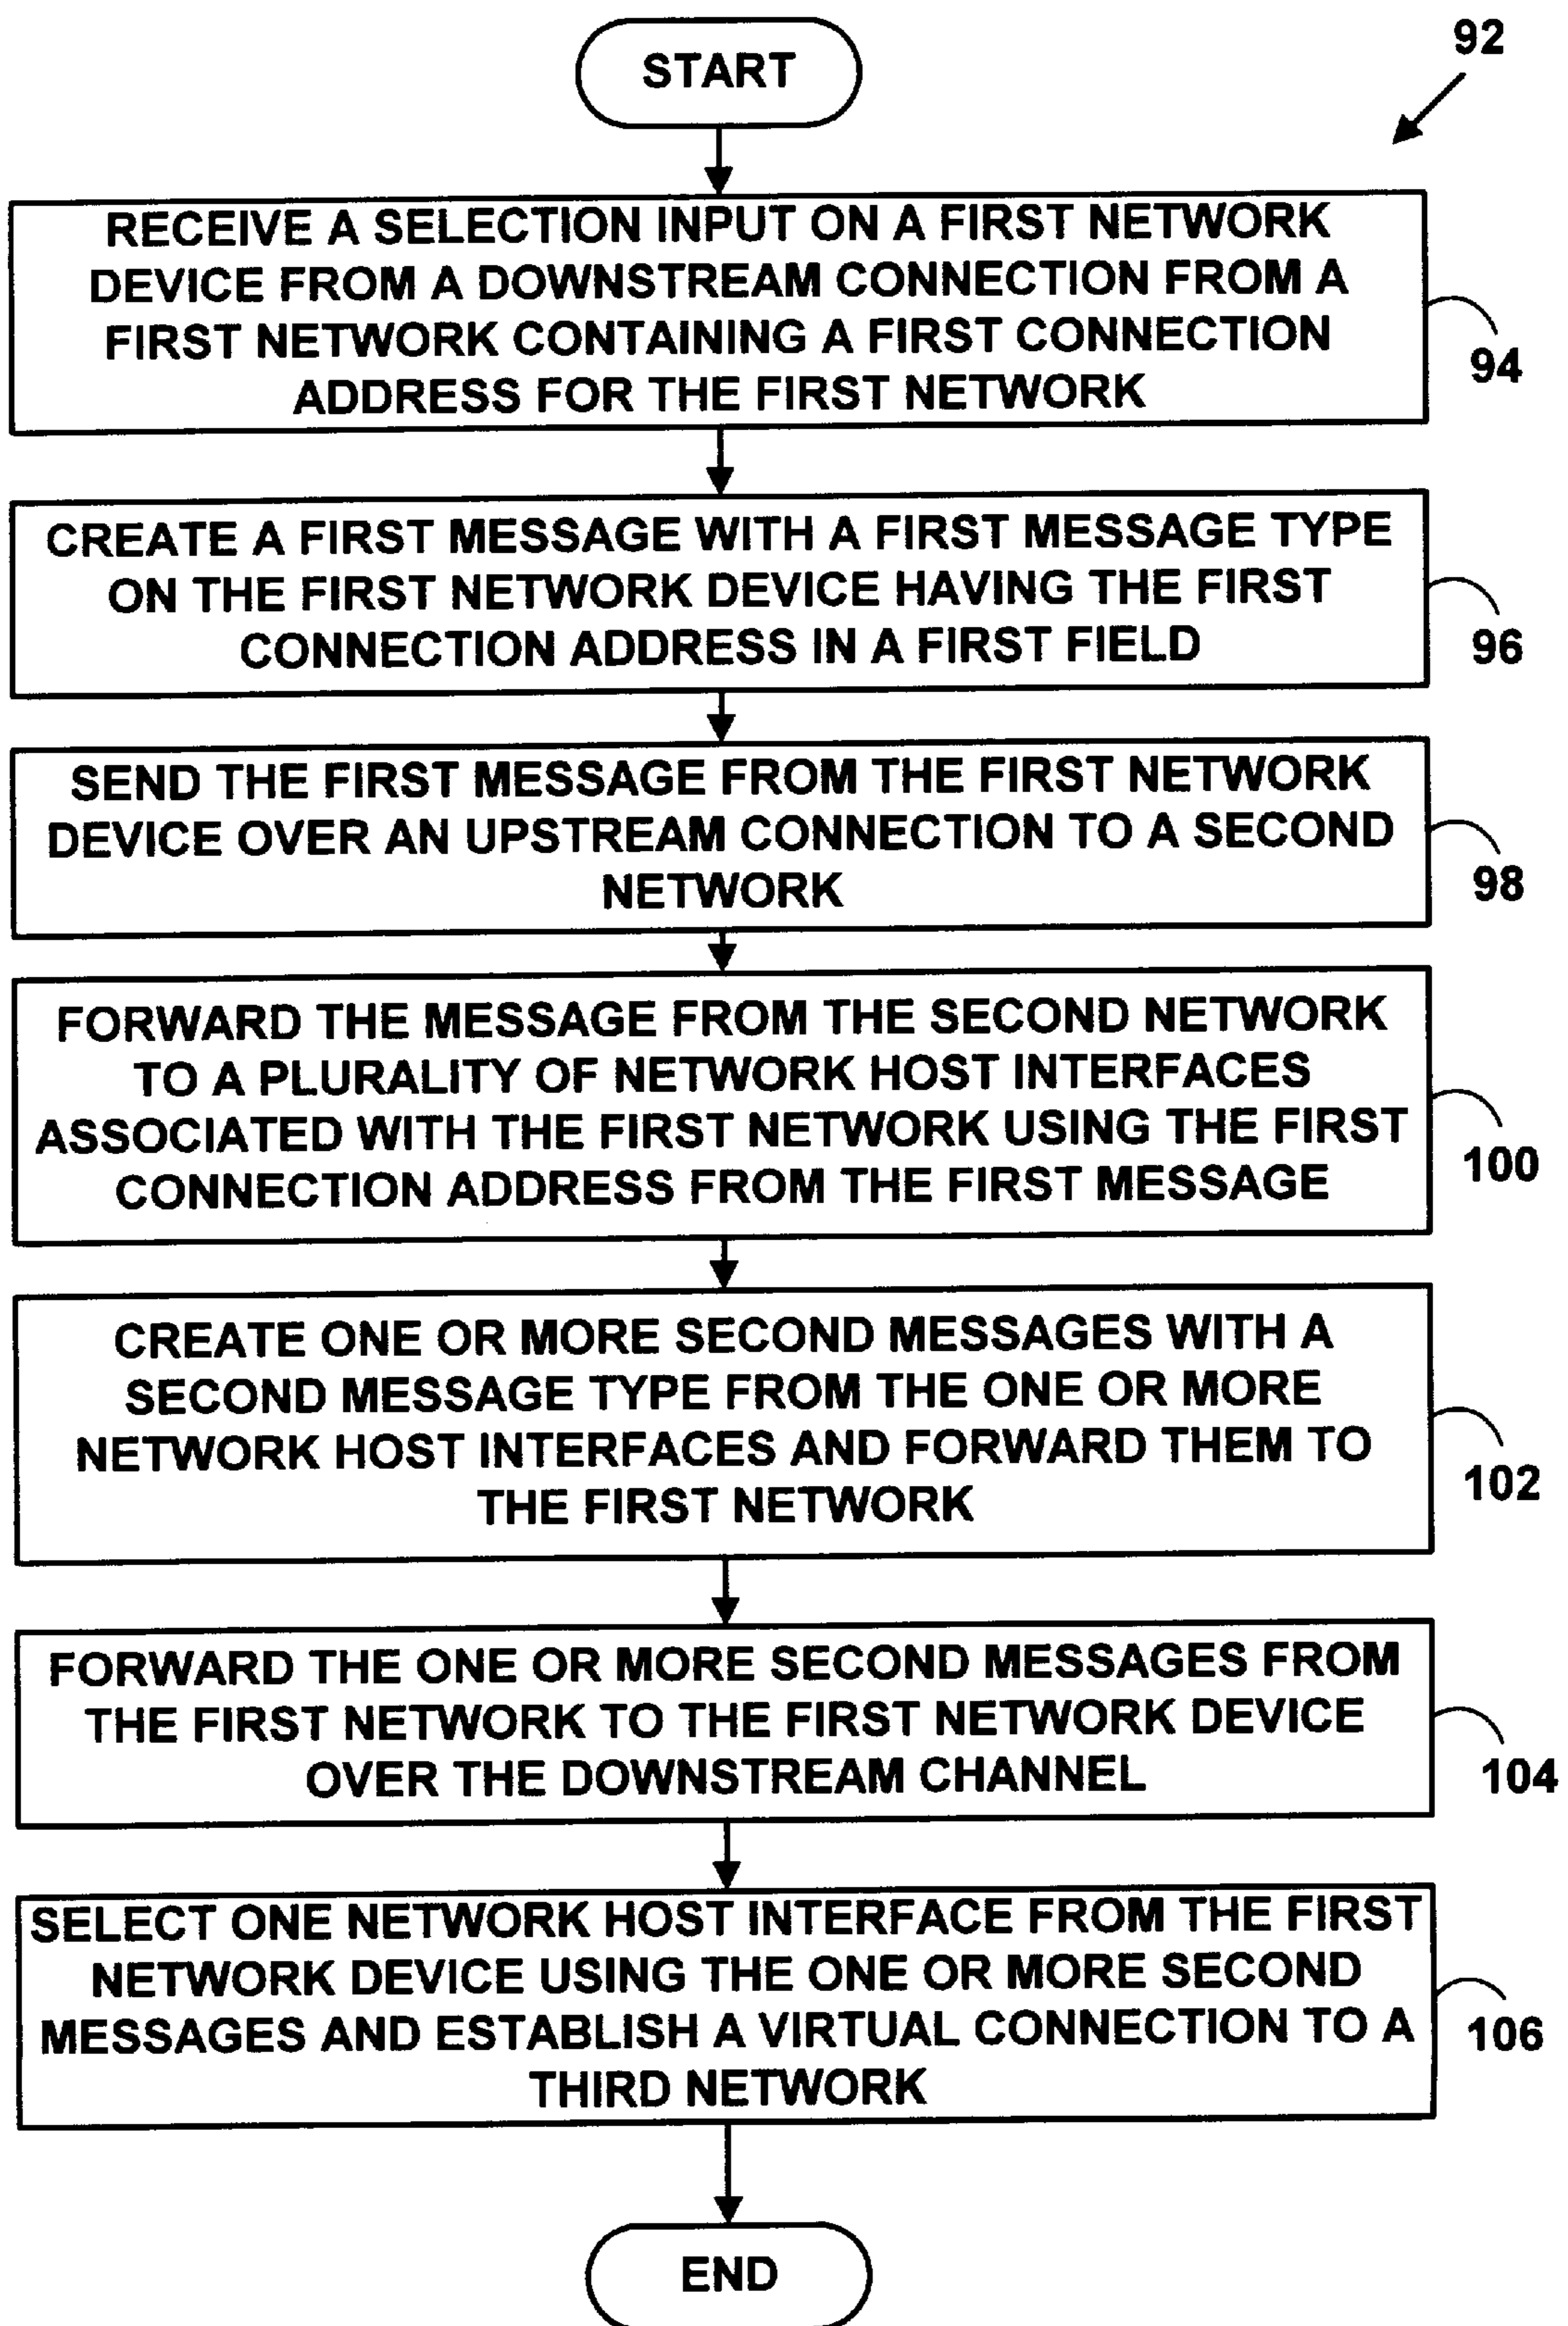 START
92
RECEIVE A SELECTION INPUT ON A FIRST NETWORK
DEVICE FROM A DOWNSTREAM CONNECTION FROM A
FIRST NETWORK CONTAINING A FIRST CONNECTION
ADDRESS FOR THE FIRST NETWORK
94
CREATE A FIRST MESSAGE WITH A FIRST MESSAGE TYPE
ON THE FIRST NETWORK DEVICE HAVING THE FIRST
CONNECTION ADDRESS IN A FIRST FIELD
96
SEND THE FIRST MESSAGE FROM THE FIRST NETWORK
DEVICE OVER AN UPSTREAM CONNECTION TO A SECOND
NETWORK
98
FORWARD THE MESSAGE FROM THE SECOND NETWORK
TO A PLURALITY OF NETWORK HOST INTERFACES
ASSOCIATED WITH THE FIRST NETWORK USING THE FIRST
CONNECTION ADDRESS FROM THE FIRST MESSAGE
100
CREATE ONE OR MORE SECOND MESSAGES WITH A
SECOND MESSAGE TYPE FROM THE ONE OR MORE
NETWORK HOST INTERFACES AND FORWARD THEM TO
THE FIRST NETWORK
102
FORWARD THE ONE OR MORE SECOND MESSAGES FROM
THE FIRST NETWORK TO THE FIRST NETWORK DEVICE
OVER THE DOWNSTREAM CHANNEL
104
SELECT ONE NETWORK HOST INTERFACE FROM THE FIRST
NETWORK DEVICE USING THE ONE OR MORE SECOND
MESSAGES AND ESTABLISH A VIRTUAL CONNECTION TO A
THIRD NETWORK
106
END